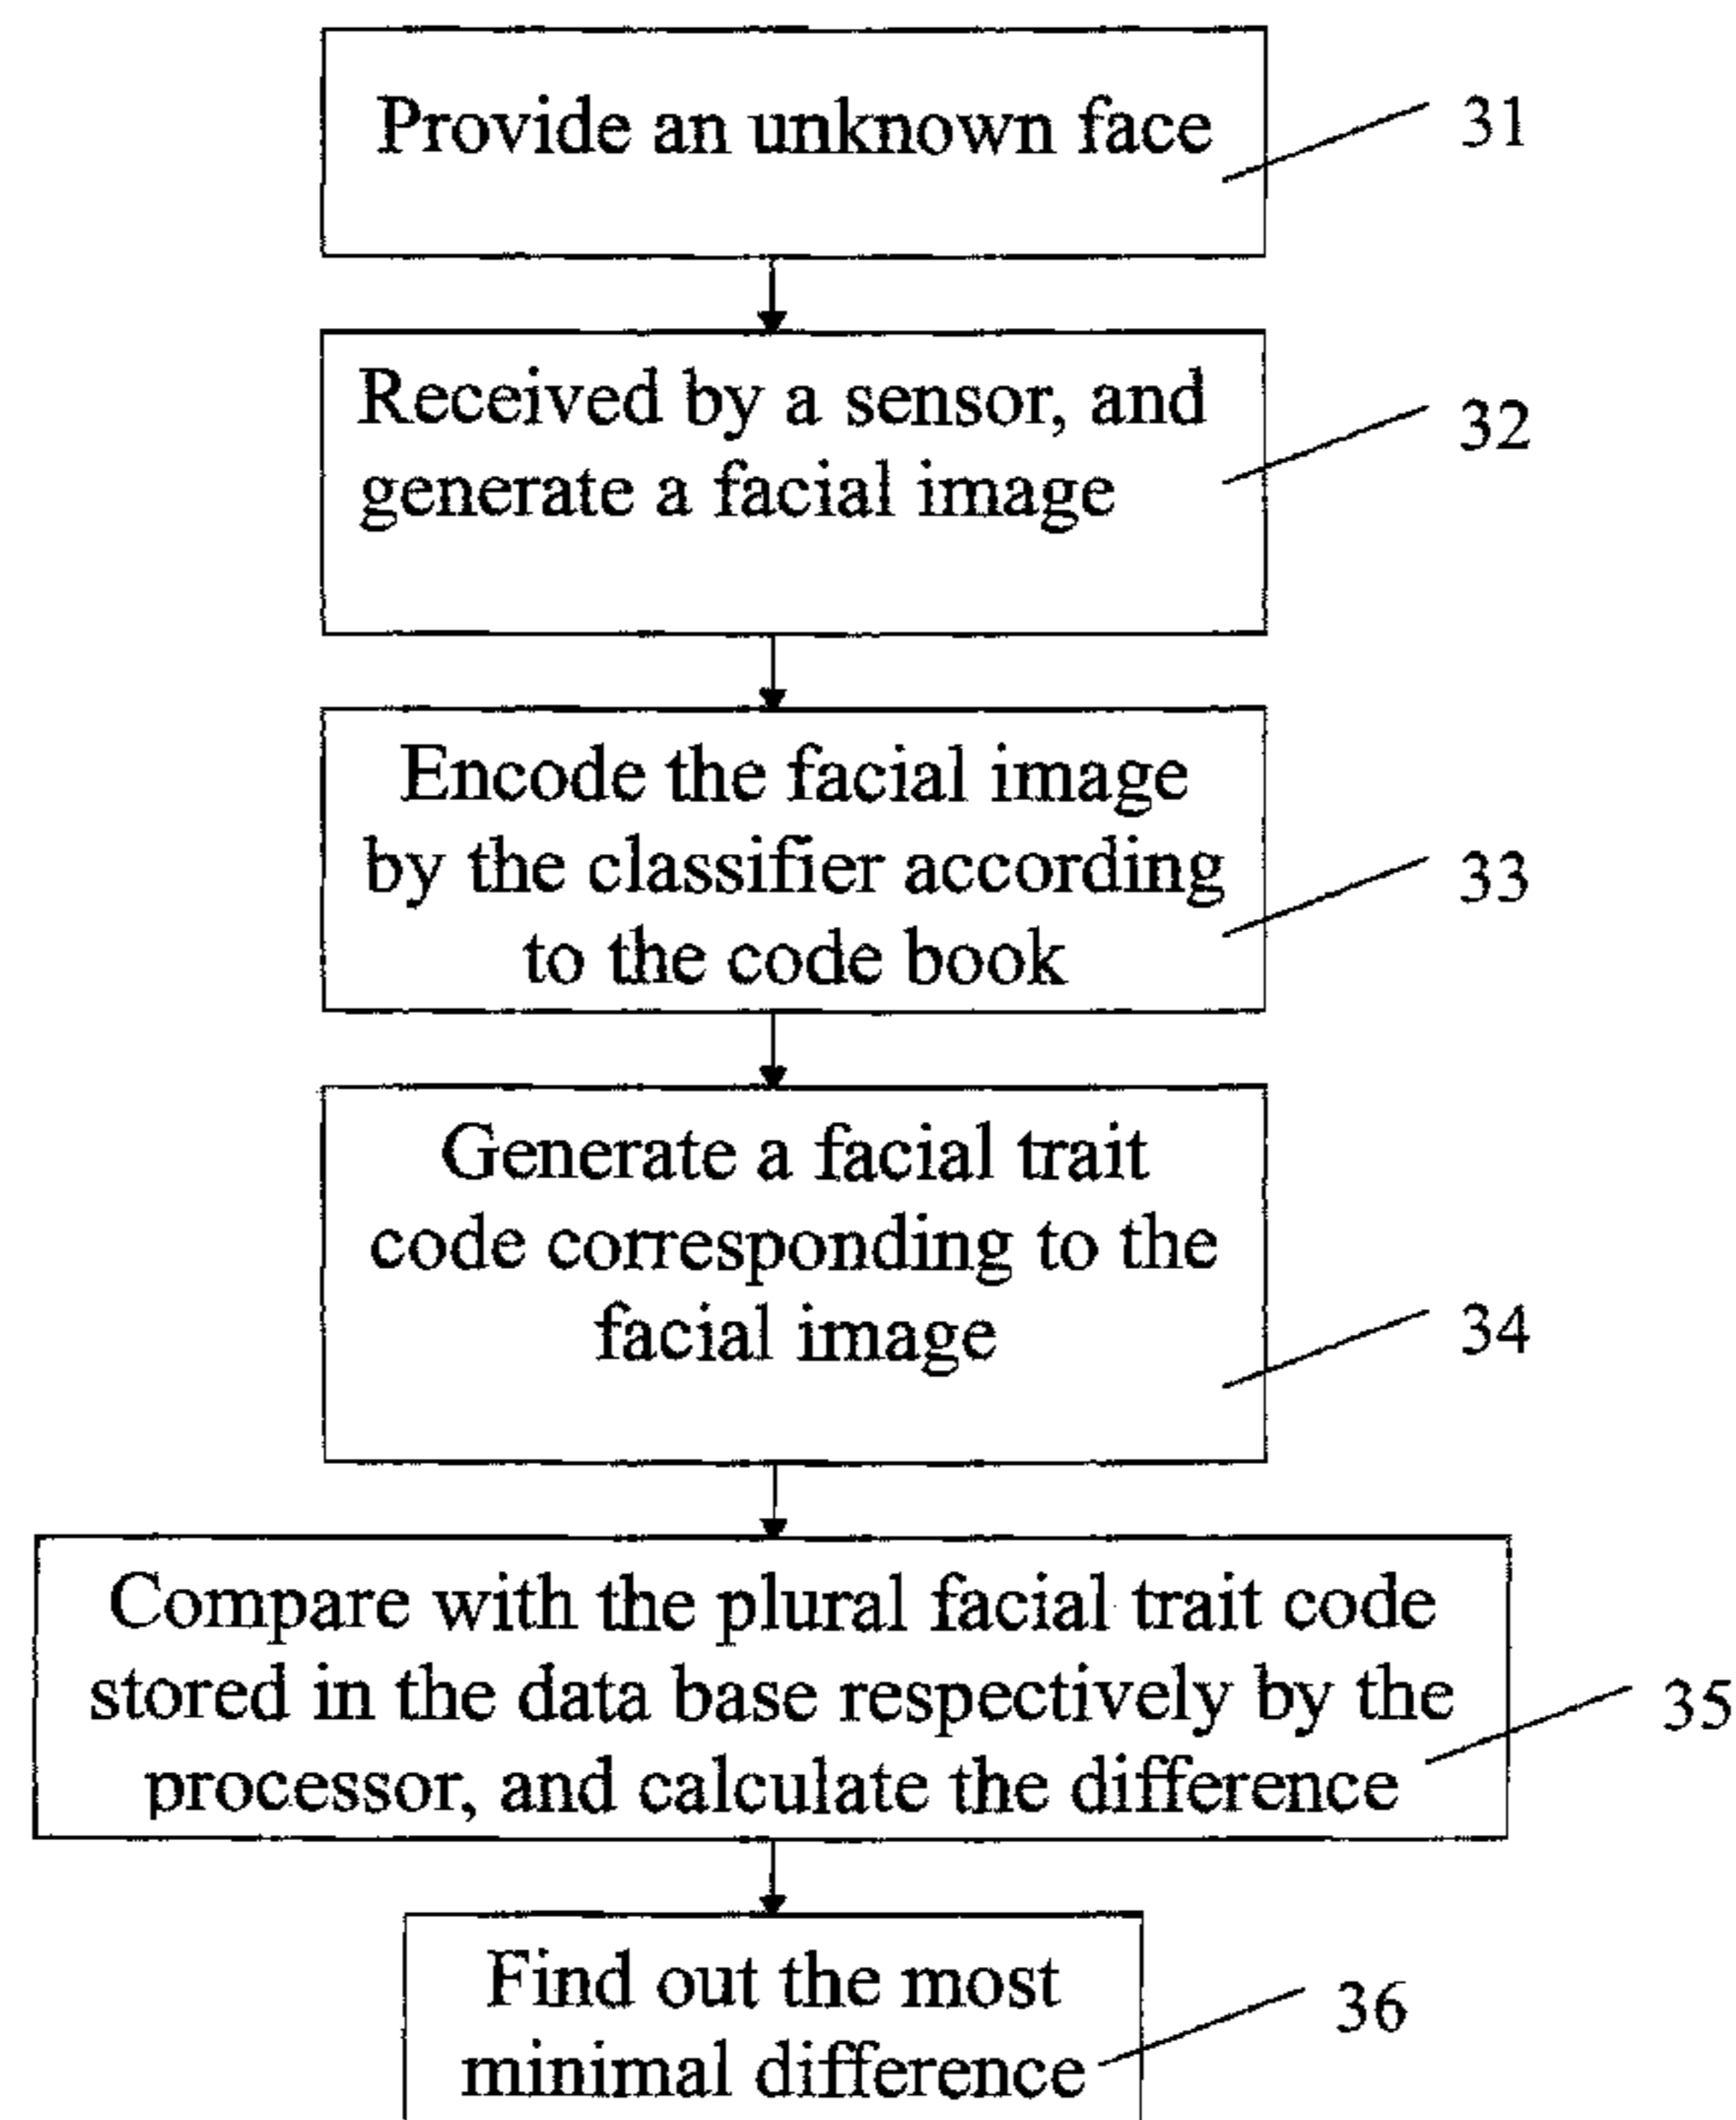 Provide an unknown face
31
Received by a sensor, and
generate a facial image
32
Encode the facial image
by the classifier according
to the code book
33
Generate a facial trait
code corresponding to the
facial image
34
Compare with the plural facial trait code
stored in the data base respectively by the
processor, and calculate the difference
35
Find out the most
minimal difference
36